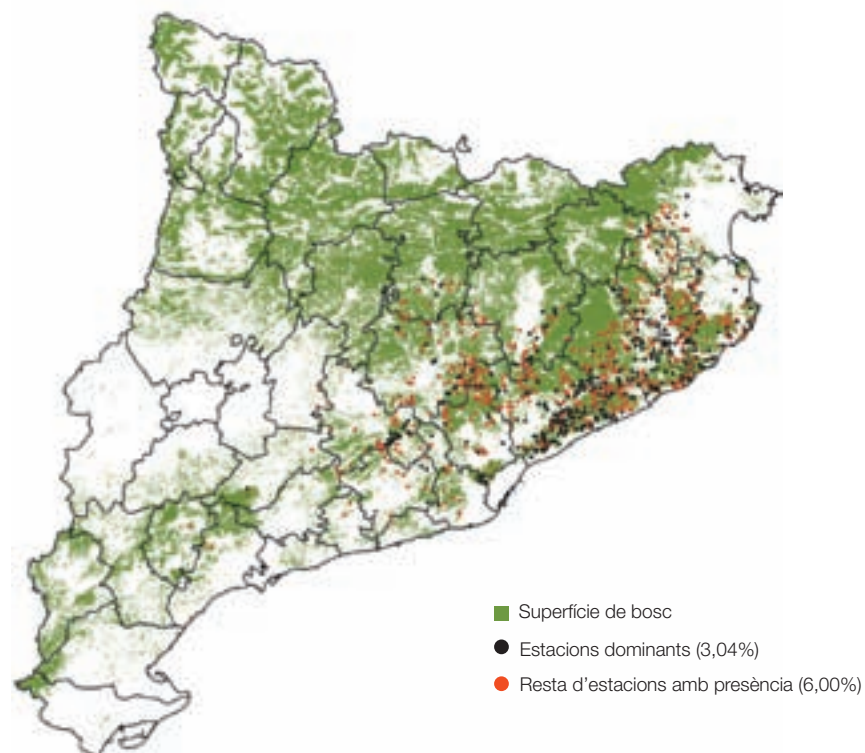 Superfície de bosc
Estacions dominants (3,04%)
Resta d'estacions amb presència (6,00%)